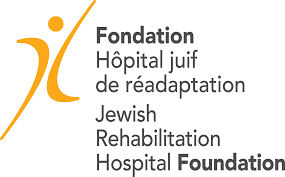 Fondation
Hôpital juif
de réadaptation
Jewish
Rehabilitation
Hospital Foundation